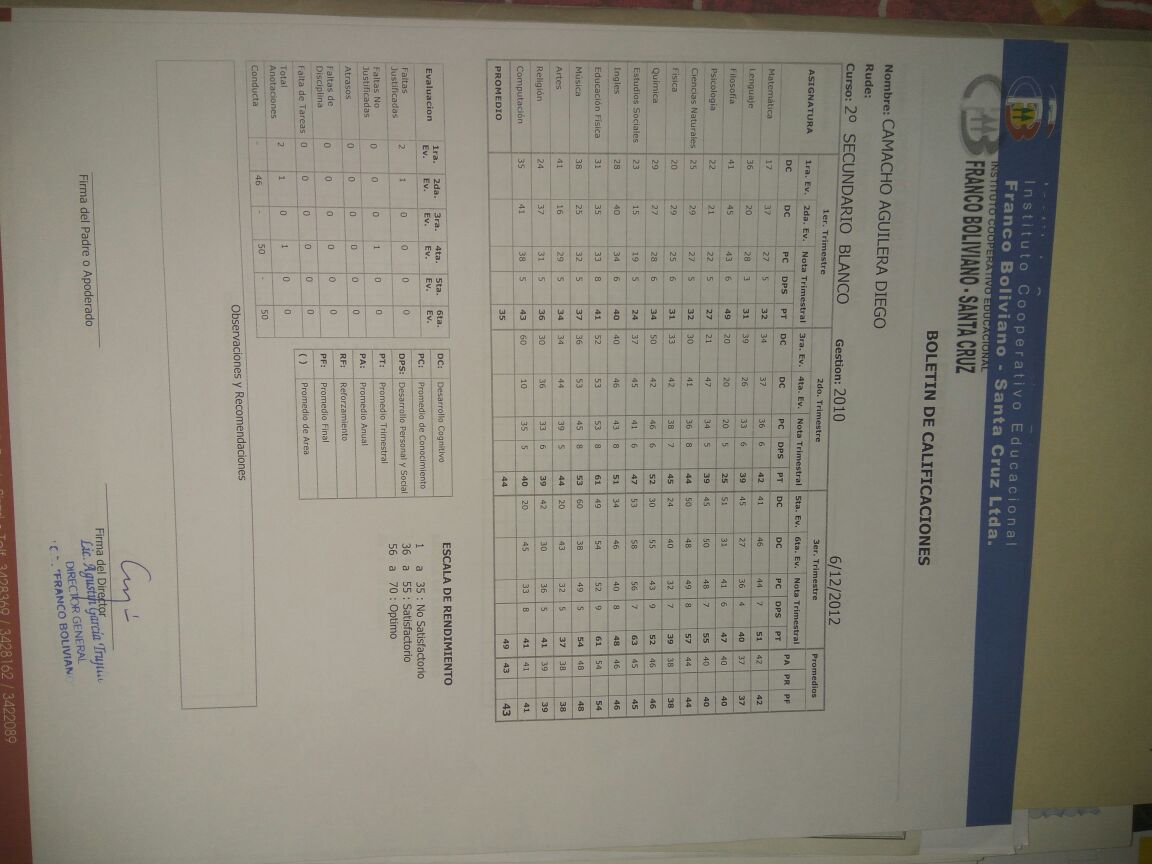 Instituto Cooperativo Educacional
Franco Boliviano - Santa Cruz Ltda.
INSTITUTO COOPERATIVO EDUCACIONAL
FRANCO BOLIVIANO - SANTA CRUZ
BOLETIN DE CALIFICACIONES
Nombre: CAMACHO AGUILERA DIEGO
Rude:
Curso: 2º SECUNDARIO BLANCO Gestion: 2010 6/12/2012
ASIGNATURA 1er. Trimestre 2do. Trimestre 3er. Trimestre Promedios
1ra. Ev. 2da. Ev. Nota Trimestral 3ra. Ev. 4ta. Ev. Nota Trimestral 5ta. Ev. 6ta. Ev. Nota Trimestral
DC DC PC DPS PT DC DC PC DPS PT DC DC PC DPS PT PA PR PF
Matemática 17 37 27 5 32 34 37 36 6 42 41 46 44 7 51 42 42
Lenguaje 36 20 28 3 31 39 26 33 6 39 45 27 36 4 40 37 37
Filosofía 41 45 43 6 49 20 20 20 5 25 51 31 41 6 47 40 40
Psicología 22 21 22 5 27 21 47 34 5 39 45 50 48 7 55 40 40
Ciencias Naturales 25 29 27 5 32 30 41 36 8 44 50 48 49 8 57 44 44
Física 20 29 25 6 31 33 42 38 7 45 24 40 32 7 39 38 38
Química 29 27 28 6 34 50 42 46 6 52 30 55 43 9 52 46 46
Estudios Sociales 23 15 19 5 24 37 45 41 6 47 53 58 56 7 63 45 45
Ingles 28 40 34 6 40 40 46 43 8 51 34 46 40 8 48 46 46
Educación Física 31 35 33 8 41 52 53 53 8 61 49 54 52 9 61 54 54
Música 38 25 32 5 37 36 53 45 8 53 60 38 49 5 54 48 48
Artes 41 16 29 5 34 34 44 39 5 44 20 43 32 5 37 38 38
Religión 24 37 31 5 36 30 36 33 6 39 42 30 36 5 41 39 39
Computación 35 41 38 5 43 60 10 35 5 40 20 45 33 8 41 41 41
PROMEDIO 35 44 49 43 43
Evaluacion 1ra. Ev. 2da. Ev. 3ra. Ev. 4ta. Ev. 5ta. Ev. 6ta. Ev.
Faltas Justificadas 2 1 0 0 0 0
Faltas No Justificadas 0 0 0 1 0 0
Atrasos 0 0 0 0 0 0
Faltas de Disciplina 0 0 0 0 0 0
Falta de Tareas 0 0 0 0 0 0
Total Anotaciones 2 1 0 1 0 0
Conducta - 46 - 50 - 50
DC: Desarrollo Cognitivo
PC: Promedio de Conocimiento
DPS: Desarrollo Personal y Social
PT: Promedio Trimestral
PA: Promedio Anual
RF: Reforzamiento
PF: Promedio Final
( ) Promedio de Area
ESCALA DE RENDIMIENTO
1 a 35 : No Satisfactorio
36 a 55 : Satisfactorio
56 a 70 : Optimo
Observaciones y Recomendaciones
Firma del Padre o Apoderado
Firma del Director
Lic. Agustin Garcia Trujillo
DIRECTOR GENERAL
"FRANCO BOLIVIANO
Telf. 3428369 / 3428162 / 3422089